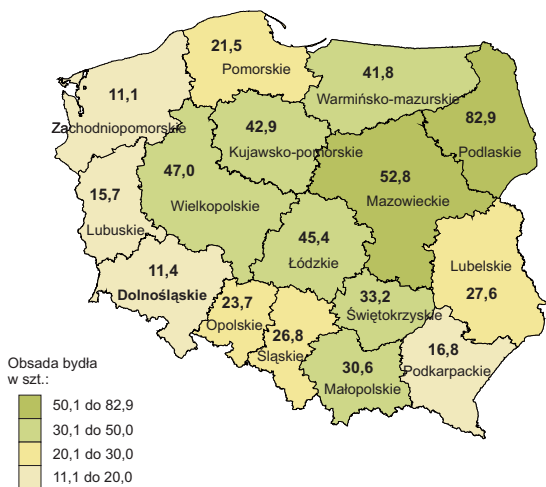 21,5
Pomorskie
41,8
Warmińsko-mazurskie
11,1
Zachodniopomorskie
82,9
Podlaskie
42,9
Kujawsko-pomorskie
47,0
Wielkopolskie
52,8
Mazowieckie
15,7
Lubuskie
45,4
Łódzkie
11,4
Dolnośląskie
Lubelskie
27,6
23,7
Opolskie
26,8
Śląskie
33,2
Świętokrzyskie
30,6
Małopolskie
16,8
Podkarpackie
Obsada bydła
w szt.:
50,1 do 82,9
30,1 do 50,0
20,1 do 30,0
11,1 do 20,0